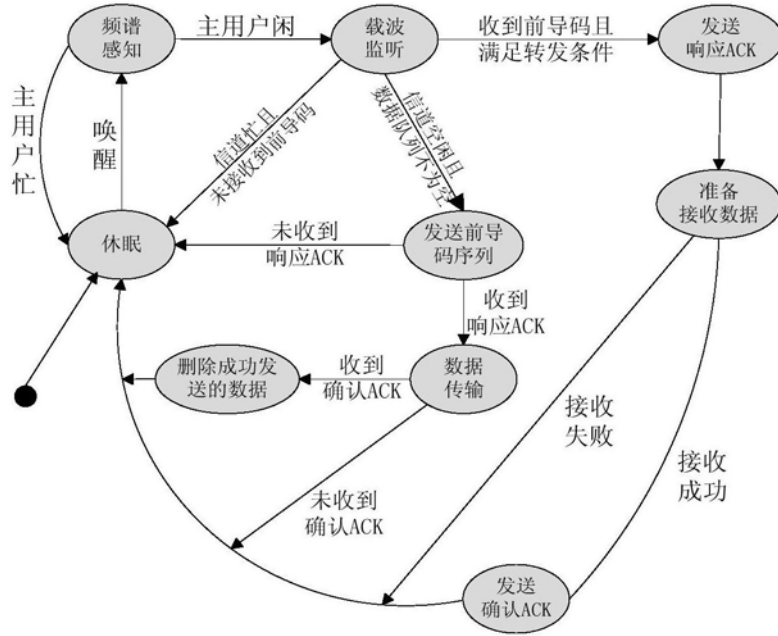 频谱
感知
主用户闲
载波
监听
收到前导码且
满足转发条件
发送
响应ACK
主用户忙
唤醒
信道忙且
未接收到前导码
信道空闲且
数据队列不为空
准备
接收数据
休眠
未收到
响应ACK
发送前导
码序列
收到
响应ACK
删除成功发
送的数据
收到
确认ACK
数据
传输
接收
失败
接收
成功
未收到
确认ACK
发送
确认ACK